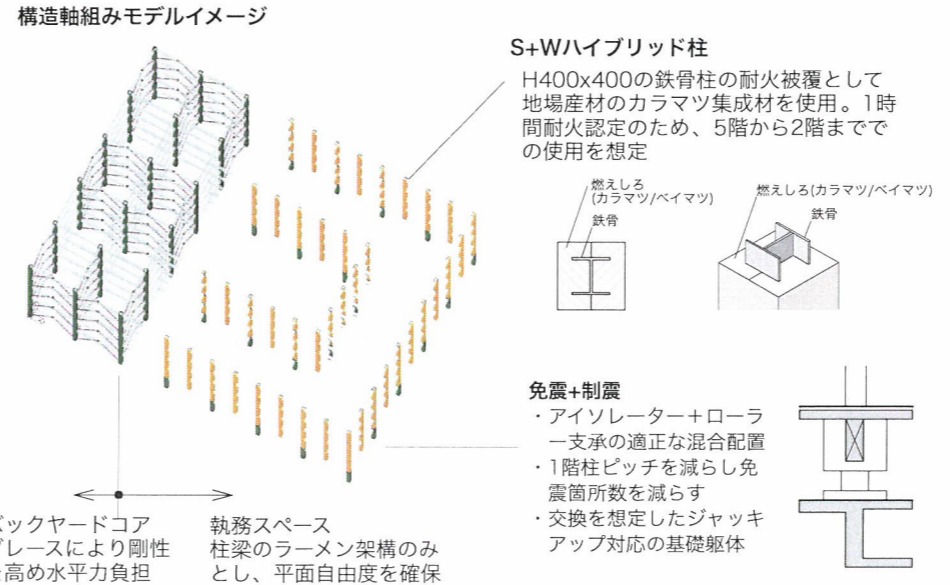 構造軸組みモデルイメージ
S+Wハイブリッド柱
H400x400の鉄骨柱の耐火被覆として
地場産材のカラマツ集成材を使用。1時
間耐火認定のため、5階から2階まてで
の使用を想定
燃えしろ
(カラマツ/ベイマツ)
鉄骨
燃えしろ(カラマツ/ベイマツ)
鉄骨
免震+制震
・アイソレーター＋ローラ
ー支承の適正な混合配置
・1階柱ピッチを減らし免
震箇所数を減らす
・交換を想定したジャッキ
アップ対応の基礎躯体
バックヤードコア
ブレースにより剛性
を高め水平力負担
執務スペース
柱梁のラーメン架構のみ
とし、平面自由度を確保